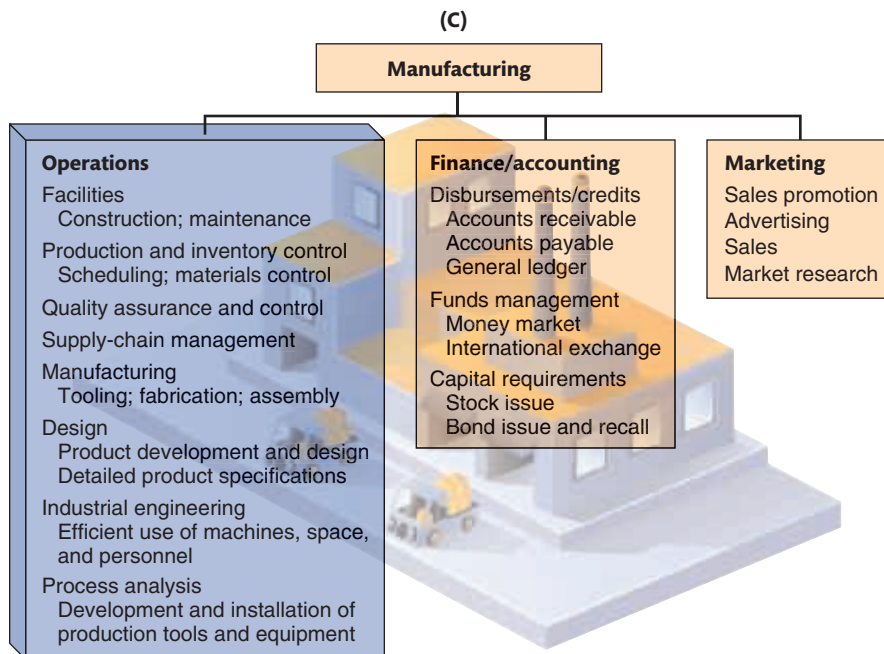 (C)
Manufacturing
Operations
Facilities
Construction; maintenance
Production and inventory control
Scheduling; materials control
Quality assurance and control
Supply-chain management
Manufacturing
Tooling; fabrication; assembly
Design
Product development and design
Detailed product specifications
Industrial engineering
Efficient use of machines, space,
and personnel
Process analysis
Development and installation of
production tools and equipment
Finance/accounting
Disbursements/credits
Accounts receivable
Accounts payable
General ledger
Funds management
Money market
International exchange
Capital requirements
Stock issue
Bond issue and recall
Marketing
Sales promotion
Advertising
Sales
Market research